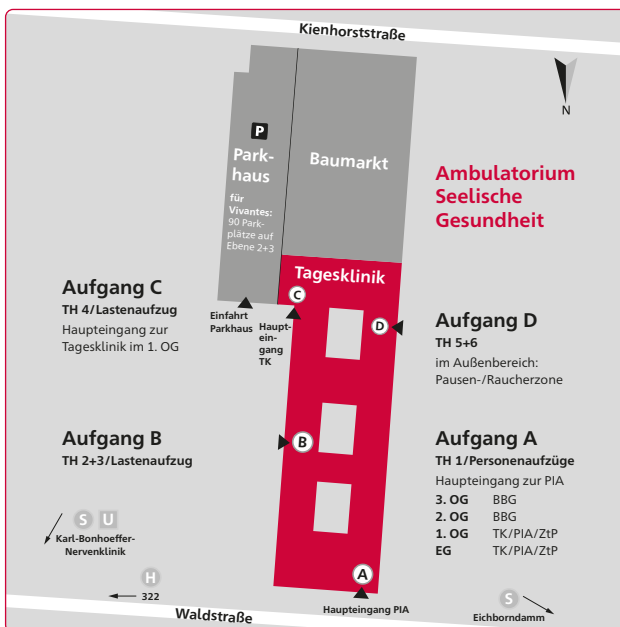 Kienhorststraße
N
P
Park-
haus
für
Vivantes:
90 Park-
plätze auf
Ebene 2+3
Baumarkt
Ambulatorium
Seelische
Gesundheit
Tagesklinik
C
D
Einfahrt
Parkhaus
Haupt-
ein-
gang
TK
Aufgang C
TH 4/Lastenaufzug
Haupteingang zur
Tagesklinik im 1. OG
Aufgang D
TH 5+6
im Außenbereich:
Pausen-/Raucherzone
Aufgang B
TH 2+3/Lastenaufzug
B
Aufgang A
TH 1/Personenaufzüge
Haupteingang zur PIA
3. OG BBG
2. OG BBG
1. OG TK/PIA/ZtP
EG TK/PIA/ZtP
S U
Karl-Bonhoeffer-
Nervenklinik
H
322
A
Haupteingang PIA
S
Eichborndamm
Waldstraße